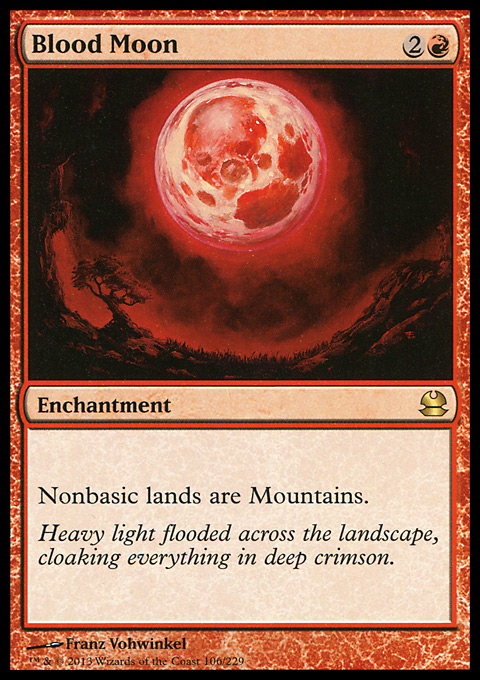 Blood Moon 2
Enchantment
Nonbasic lands are Mountains.
Heavy light flooded across the landscape,
cloaking everything in deep crimson.
Franz Vohwinkel
™ & © 2013 Wizards of the Coast 106/229